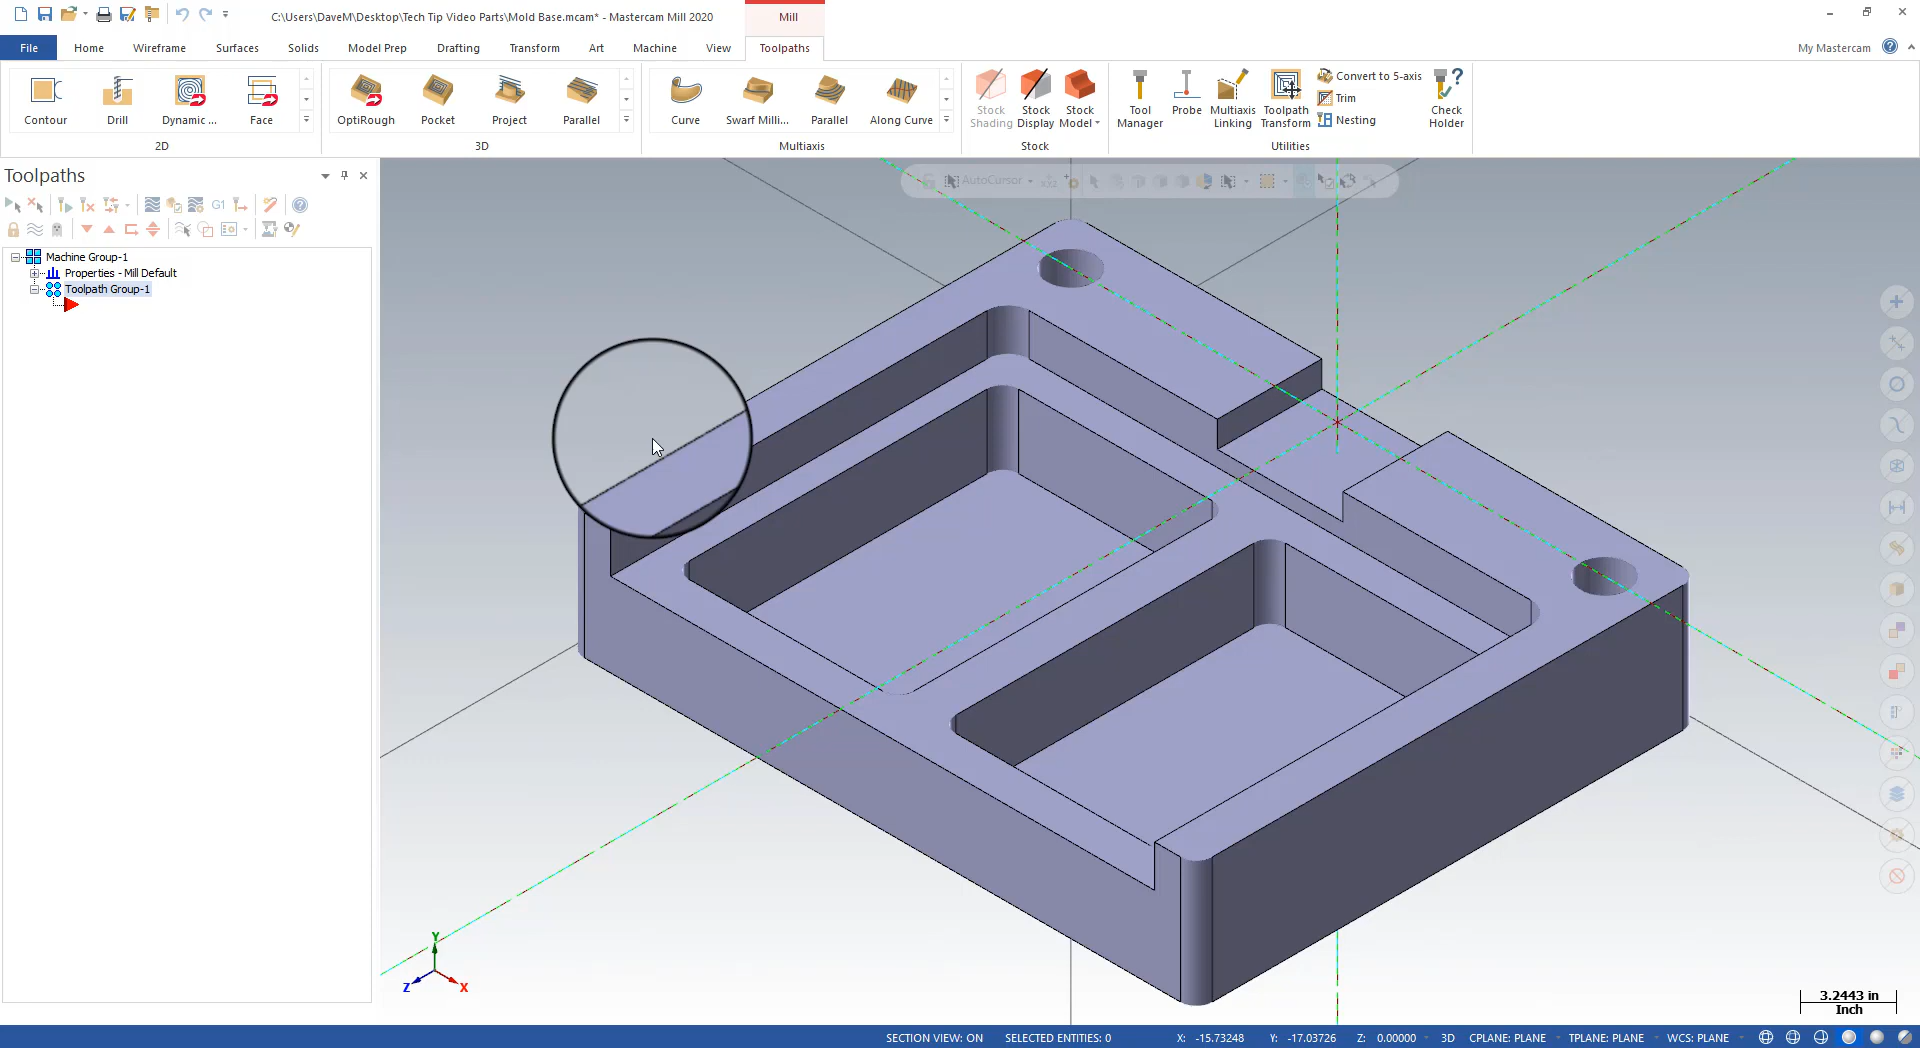 C:\Users\DaveM\Desktop\Tech Tip Video Parts\Mold Base.mcam* - Mastercam Mill 2020
Mill
File
Home
Wireframe
Surfaces
Solids
Model Prep
Drafting
Transform
Art
Machine
View
Toolpaths
My Mastercam
Contour
Drill
Dynamic ...
Face
2D
OptiRough
Pocket
Project
Parallel
3D
Curve
Swarf Milli...
Parallel
Along Curve
Multiaxis
Stock
Shading
Stock
Display
Stock
Model
Stock
Tool
Manager
Probe
Multiaxis
Linking
Toolpath
Transform
Convert to 5-axis
Trim
Nesting
Utilities
Check
Holder
Toolpaths
G1
Machine Group-1
Properties - Mill Default
Toolpath Group-1
AutoCursor
Y
Z
X
3.2443 in
Inch
SECTION VIEW: ON
SELECTED ENTITIES: 0
X: -15.73248
Y: -17.03726
Z: 0.00000
3D
CPLANE: PLANE
TPLANE: PLANE
WCS: PLANE